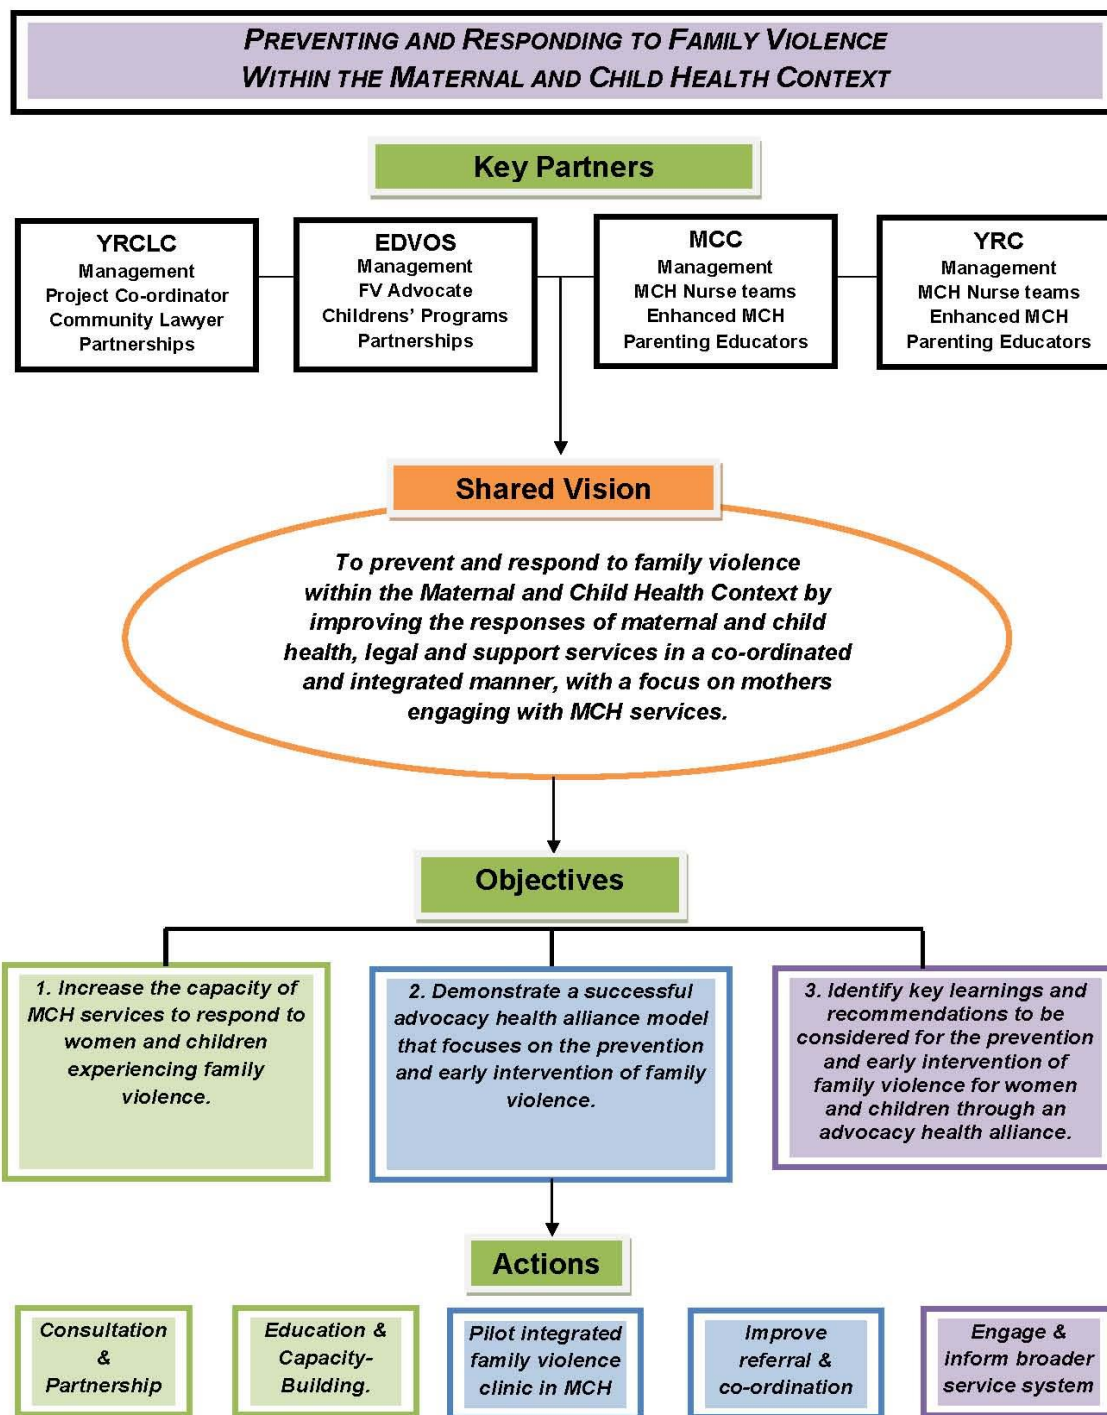 PREVENTING AND RESPONDING TO FAMILY VIOLENCE
WITHIN THE MATERNAL AND CHILD HEALTH CONTEXT
Key Partners
YRCLC
Management
Project Co-ordinator
Community Lawyer
Partnerships
EDVOS
Management
FV Advocate
Childrens' Programs
Partnerships
MCC
Management
MCH Nurse teams
Enhanced MCH
Parenting Educators
YRC
Management
MCH Nurse teams
Enhanced MCH
Parenting Educators
Shared Vision
To prevent and respond to family violence
within the Maternal and Child Health Context by
improving the responses of maternal and child
health, legal and support services in a co-ordinated
and integrated manner, with a focus on mothers
engaging with MCH services.
Objectives
1. Increase the capacity of
MCH services to respond to
women and children
experiencing family
violence.
2. Demonstrate a successful
advocacy health alliance model
that focuses on the prevention
and early intervention of family
violence.
3. Identify key learnings and
recommendations to be
considered for the prevention
and early intervention of
family violence for women
and children through an
advocacy health alliance.
Actions
Consultation
&
Partnership
Education &
Capacity-
Building.
Pilot integrated
family violence
clinic in MCH
Improve
referral &
co-ordination
Engage &
inform broader
service system